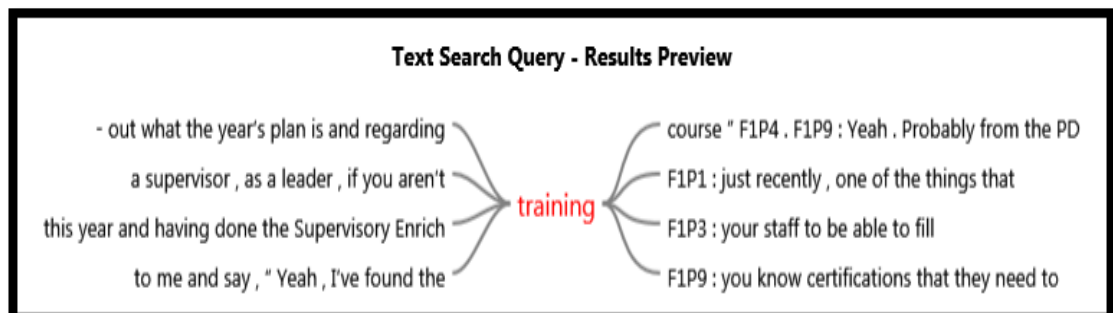 Text Search Query - Results Preview
- out what the year's plan is and regarding
a supervisor , as a leader , if you aren't
this year and having done the Supervisory Enrich
to me and say , " Yeah , I've found the
training
course " F1P4 . F1P9 : Yeah . Probably from the PD
F1P1 : just recently , one of the things that
F1P3 : your staff to be able to fill
F1P9 : you know certifications that they need to